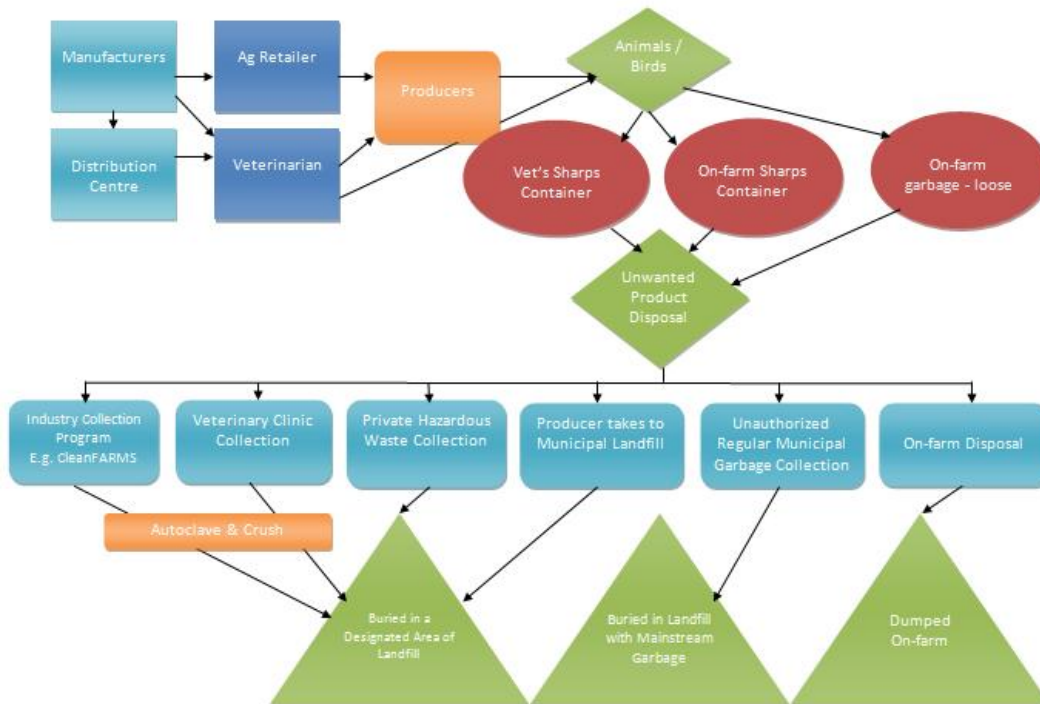 Manufacturers
Ag Retailer
Producers
Animals /
Birds
Distribution
Centre
Veterinarian
Vet's Sharps
Container
On-farm Sharps
Container
On-farm
garbage - loose
Unwanted
Product
Disposal
Industry Collection
Program
E.g. CleanFARMS
Veterinary Clinic
Collection
Private Hazardous
Waste Collection
Producer takes to
Municipal Landfill
Unauthorized
Regular Municipal
Garbage Collection
On-farm Disposal
Autoclave & Crush
Buried in a
Designated Area of
Landfill
Buried in Landfill
with Mainstream
Garbage
Dumped
On-farm